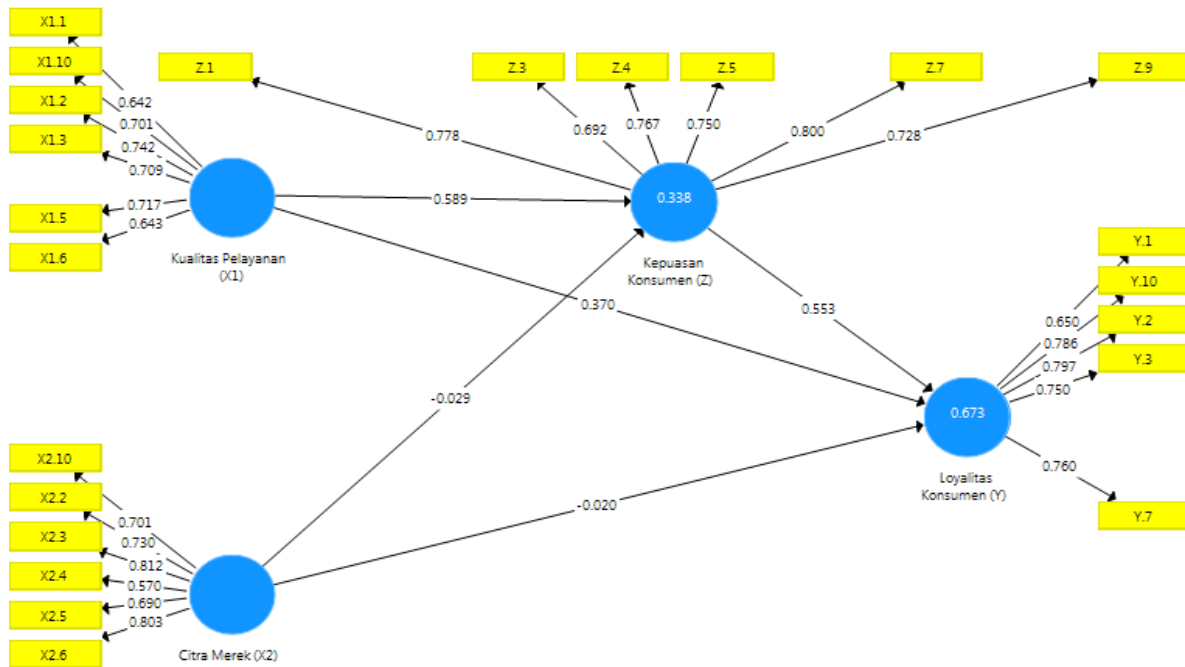 X1.1
X1.10
X1.2
X1.3
X1.5
X1.6
0.642
0.701
0.742
0.709
0.717
0.643
Kualitas Pelayanan
(X1)
Z.1
Z.3
Z.4
Z.5
Z.7
Z.9
0.778
0.692
0.767
0.750
0.800
0.728
0.589
0.338
Kepuasan
Konsumen (Z)
0.370
0.553
-0.029
-0.020
Y.1
Y.10
Y.2
Y.3
Y.7
0.650
0.786
0.797
0.750
0.760
0.673
Loyalitas
Konsumen (Y)
X2.10
X2.2
X2.3
X2.4
X2.5
X2.6
0.701
0.730
0.812
0.570
0.690
0.803
Citra Merek (X2)